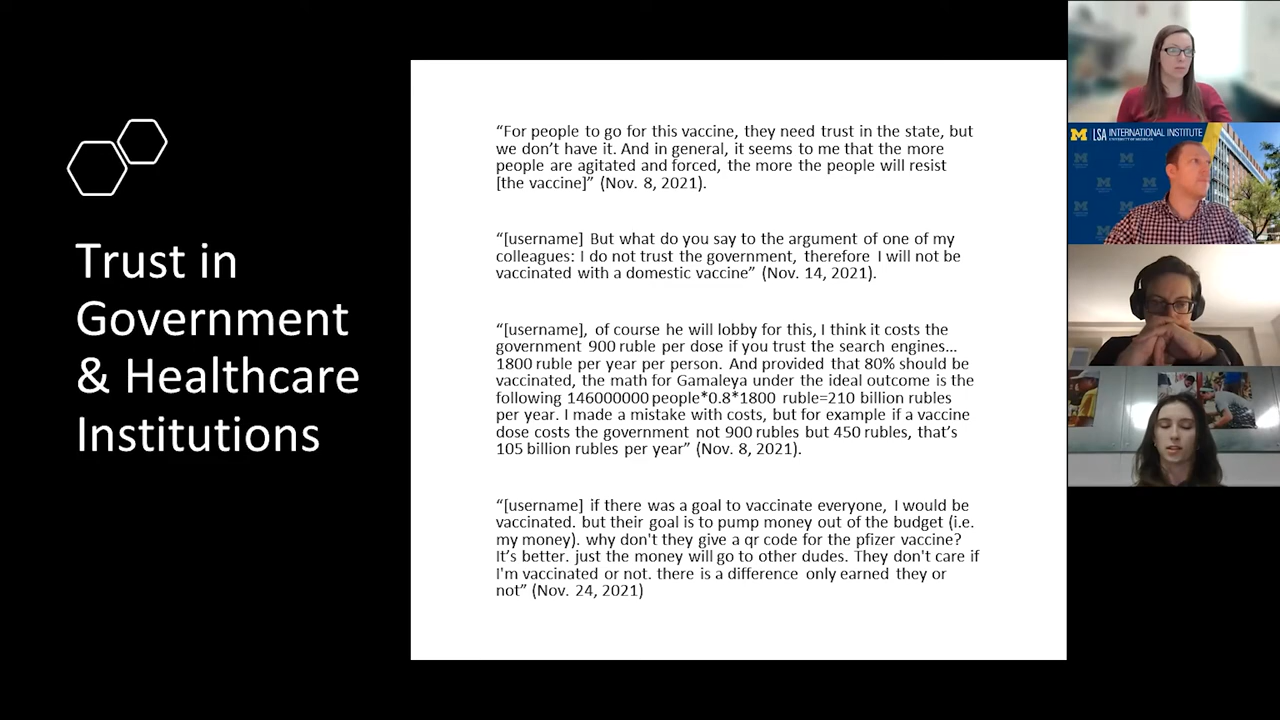 Trust in
Government
& Healthcare
Institutions
“For people to go for this vaccine, they need trust in the state, but
we don’t have it. And in general, it seems to me that the more
people are agitated and forced, the more the people will resist
[the vaccine]” (Nov. 8, 2021).
“[username] But what do you say to the argument of one of my
colleagues: I do not trust the government, therefore I will not be
vaccinated with a domestic vaccine” (Nov. 14, 2021).
“[username], of course he will lobby for this, I think it costs the
government 900 ruble per dose if you trust the search engines...
1800 ruble per year per person. And provided that 80% should be
vaccinated, the math for Gamaleya under the ideal outcome is the
following 146000000 people*0.8*1800 ruble=210 billion rubles
per year. I made a mistake with costs, but for example if a vaccine
dose costs the government not 900 rubles but 450 rubles, that’s
105 billion rubles per year” (Nov. 8, 2021).
“[username] if there was a goal to vaccinate everyone, I would be
vaccinated. but their goal is to pump money out of the budget (i.e.
my money). why don't they give a qr code for the pfizer vaccine?
It’s better. just the money will go to other dudes. They don't care if
I'm vaccinated or not. there is a difference only earned they or
not” (Nov. 24, 2021)
M LSA INTERNATIONAL INSTITUTE
UNIVERSITY OF MICHIGAN